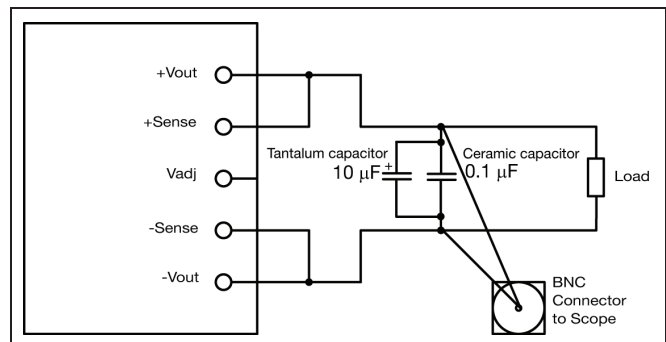 +Vout
+Sense
Vadj
-Sense
-Vout
Tantalum capacitor
10 µF
+
Ceramic capacitor
0.1 µF
Load
BNC
Connector
to Scope